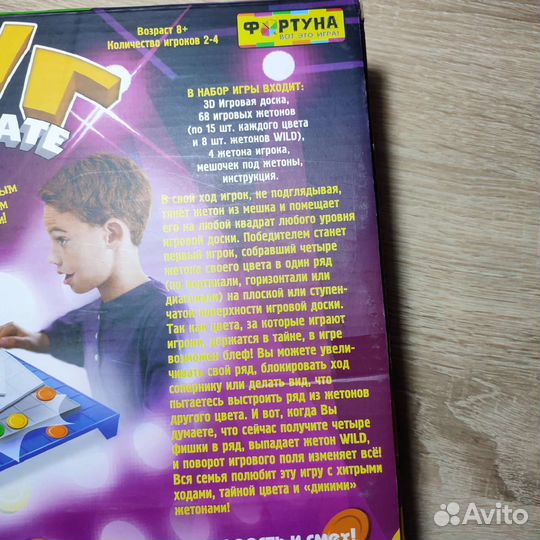 Возраст 8+
Количество игроков 2-4
ФОРТУНА
ВОТ ЭТО ИГРА!
В НАБОР ИГРЫ ВХОДИТ:
3D Игровая доска,
68 игровых жетонов
(по 15 шт. каждого цвета
и 8 шт. жетонов WILD),
4 жетона игрока,
мешочек под жетоны,
инструкция.
В свой ход игрок, не подглядывая,
тянет жетон из мешка и помещает
его на любой квадрат любого уровня
игровой доски. Победителем станет
первый игрок, собравший четыре
жетона своего цвета в один ряд
(по вертикали, горизонтали или
диагонали) на плоской или ступен-
чатой поверхности игровой доски.
Так как цвета, за которые играют
игроки, держатся в тайне, в игре
возможен блеф! Вы можете увели-
чивать свой ряд, блокировать ход
сопернику или делать вид, что
пытаетесь выстроить ряд из жетонов
другого цвета. И вот, когда Вы
думаете, что сейчас получите четыре
фишки в ряд, выпадает жетон WILD,
и поворот игрового поля изменяет всё!
Вся семья полюбит эту игру с хитрыми
ходами, тайной цвета и «дикими»
жетонами!
и смех!
Avito